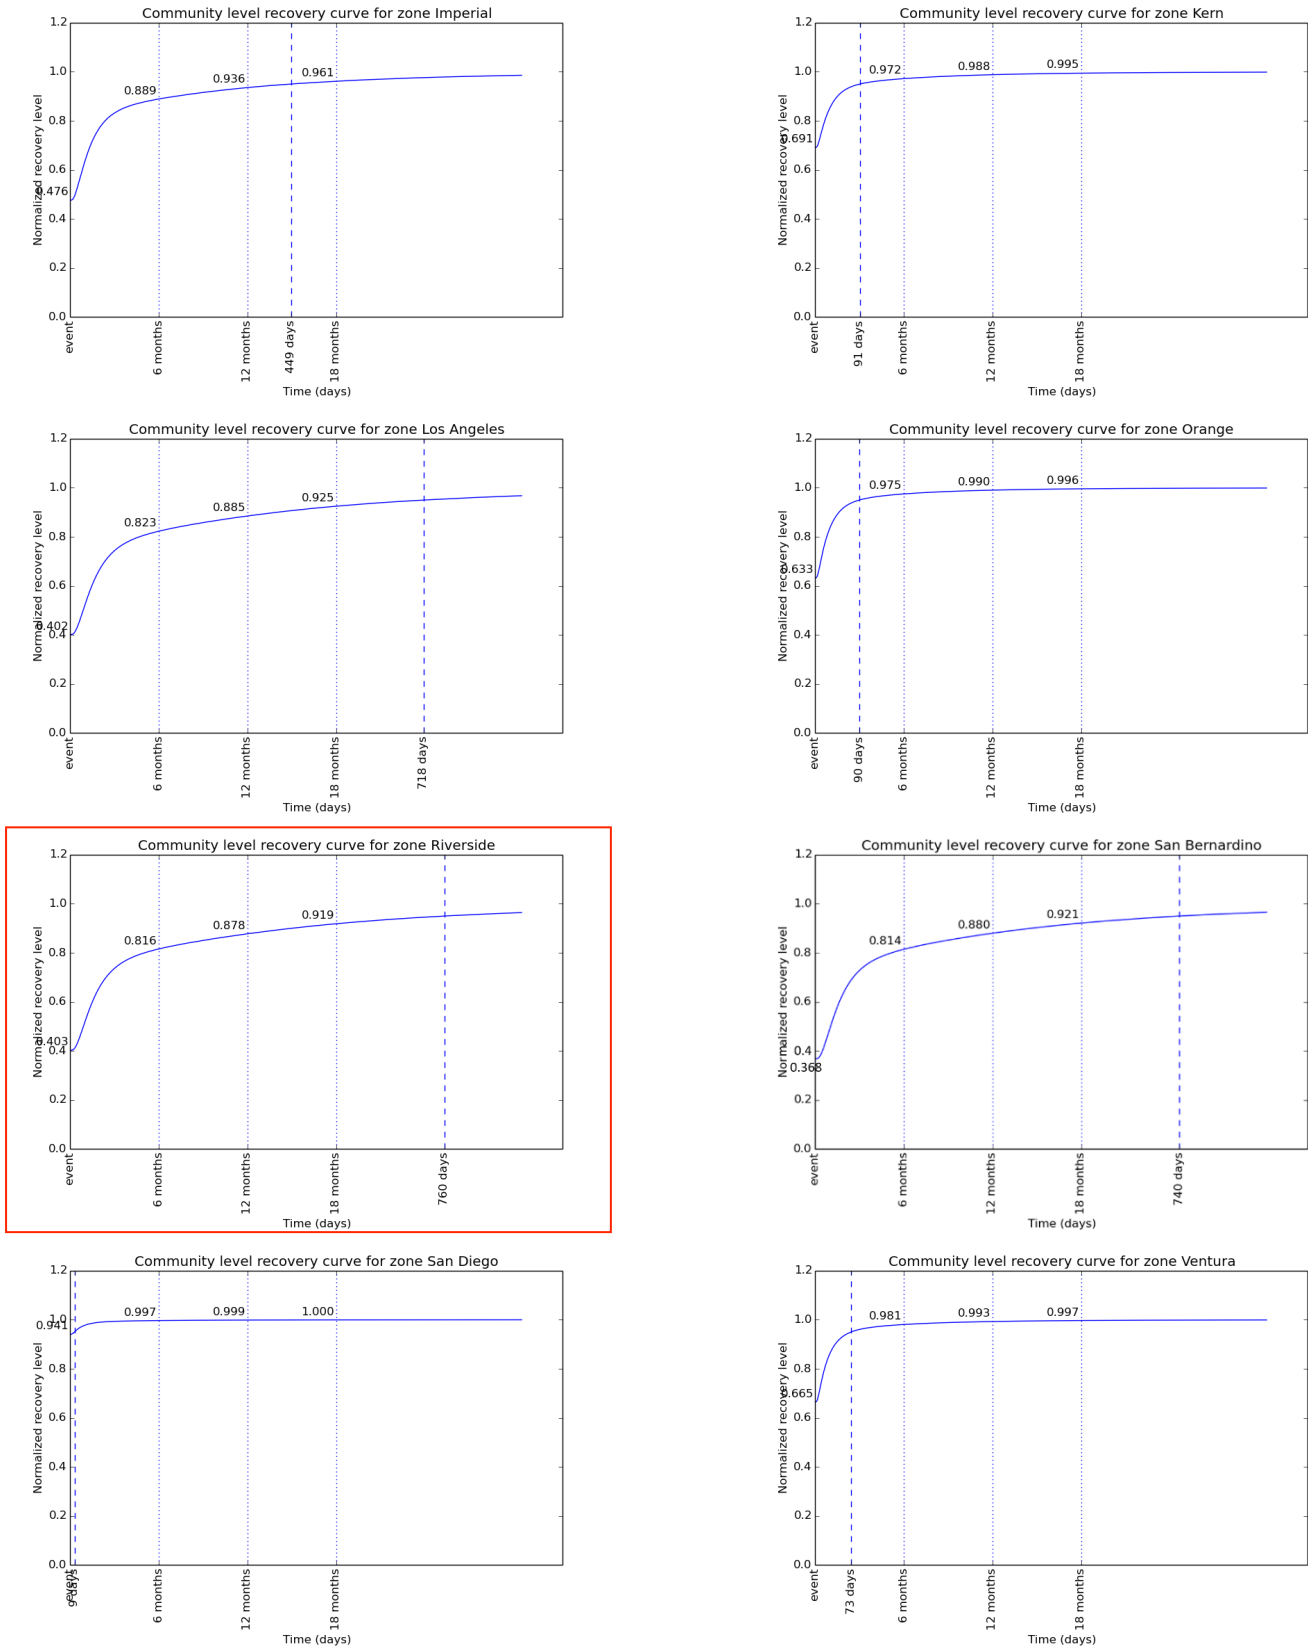 Community level recovery curve for zone Imperial
1.2
1.0
0.8
0.6
0.4
0.2
0.0
Normalized recovery level
0.476
0.889
0.936
0.961
event
6 months
12 months
449 days
18 months
Time (days)
Community level recovery curve for zone Kern
1.2
1.0
0.8
0.6
0.4
0.2
0.0
Normalized recovery level
0.691
0.972
0.988
0.995
event
91 days
6 months
12 months
18 months
Time (days)
Community level recovery curve for zone Los Angeles
1.2
1.0
0.8
0.6
0.4
0.2
0.0
Normalized recovery level
0.402
0.823
0.885
0.925
event
6 months
12 months
18 months
718 days
Time (days)
Community level recovery curve for zone Orange
1.2
1.0
0.8
0.6
0.4
0.2
0.0
Normalized recovery level
0.633
0.975
0.990
0.996
event
90 days
6 months
12 months
18 months
Time (days)
Community level recovery curve for zone Riverside
1.2
1.0
0.8
0.6
0.4
0.2
0.0
Normalized recovery level
0.403
0.816
0.878
0.919
event
6 months
12 months
18 months
760 days
Time (days)
Community level recovery curve for zone San Bernardino
1.2
1.0
0.8
0.6
0.4
0.2
0.0
Normalized recovery level
0.368
0.814
0.880
0.921
event
6 months
12 months
18 months
740 days
Time (days)
Community level recovery curve for zone San Diego
1.2
1.0
0.8
0.6
0.4
0.2
0.0
Normalized recovery level
0.941
0.997
0.999
1.000
event
9 days
6 months
12 months
18 months
Time (days)
Community level recovery curve for zone Ventura
1.2
1.0
0.8
0.6
0.4
0.2
0.0
Normalized recovery level
0.665
0.981
0.993
0.997
event
73 days
6 months
12 months
18 months
Time (days)